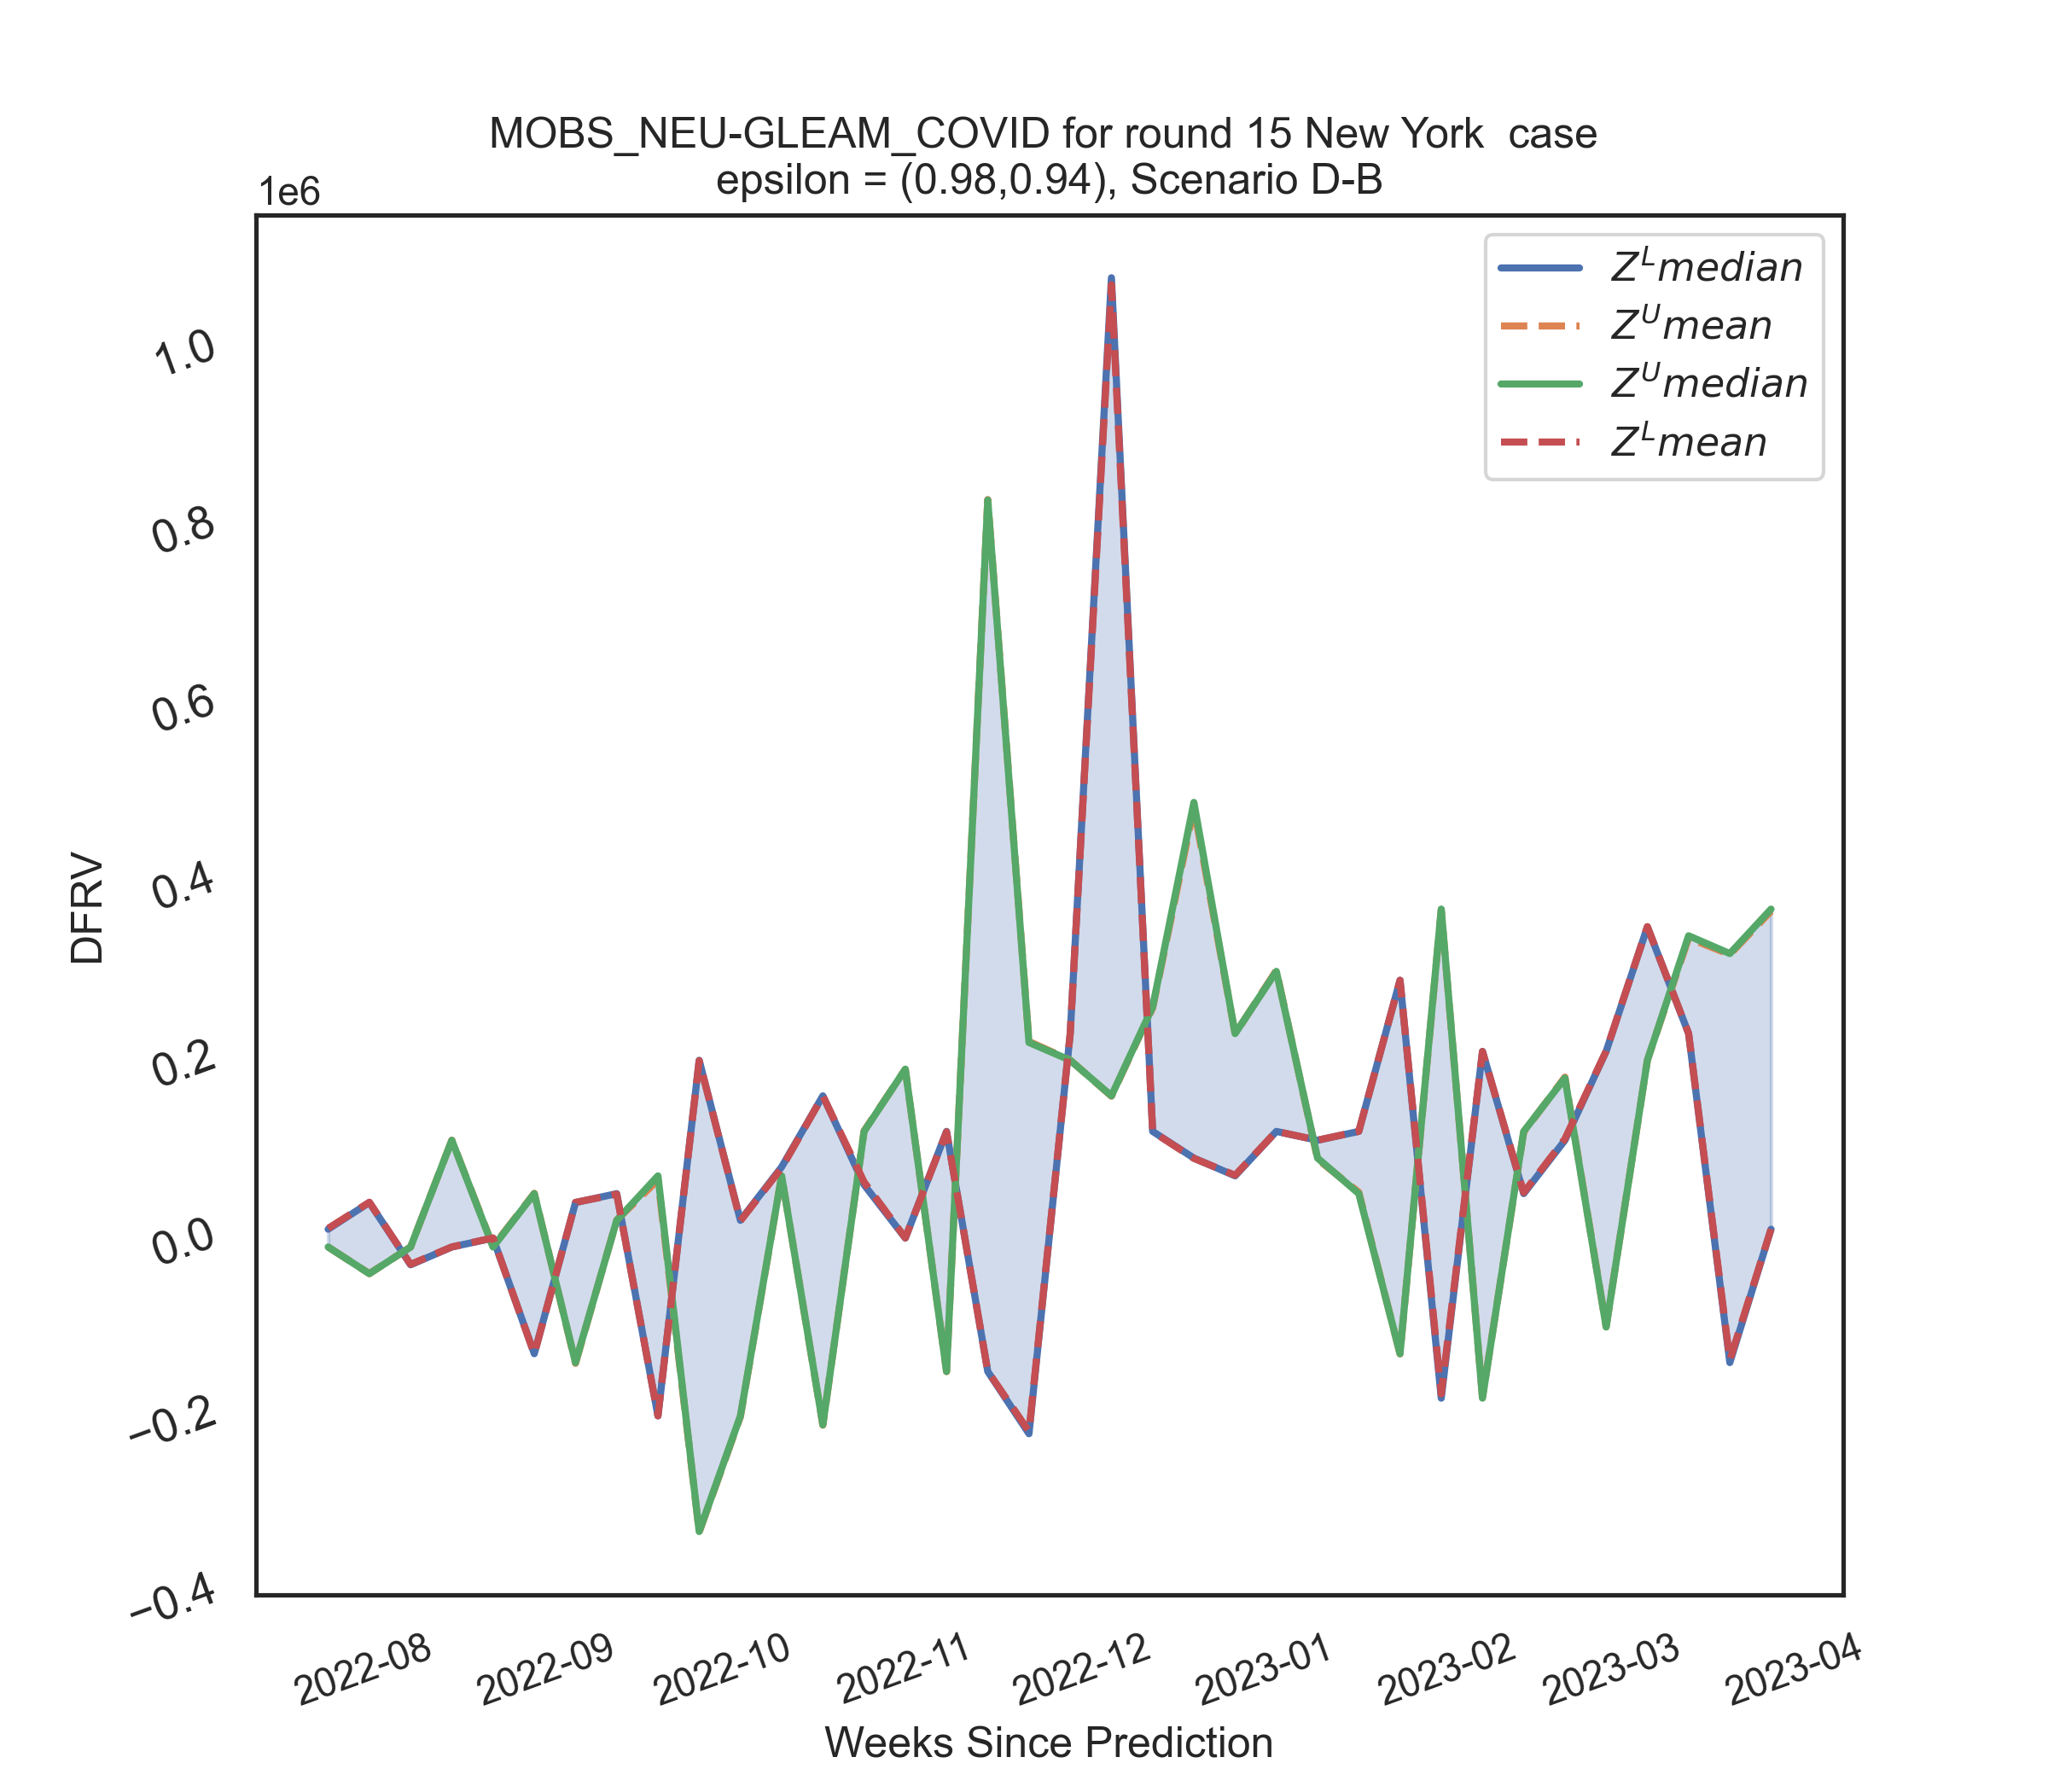 MOBS_NEU-GLEAM_COVID for round 15 New York  case
epsilon = (0.98,0.94), Scenario D-B
1e6
Z^L median
Z^U mean
Z^U median
Z^L mean
1.0
0.8
0.6
0.4
0.2
0.0
−0.2
−0.4
DFRV
2022-08
2022-09
2022-10
2022-11
2022-12
2023-01
2023-02
2023-03
2023-04
Weeks Since Prediction